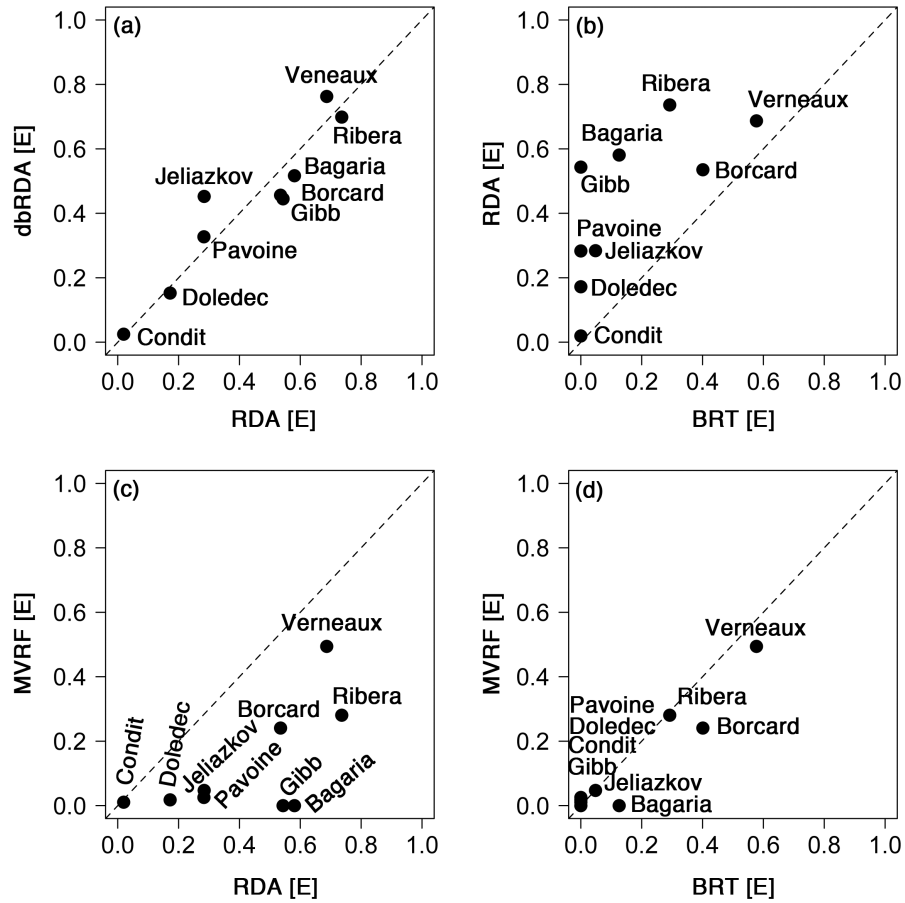 (a)
1.0
0.8
0.6
0.4
0.2
0.0
dbRDA [E]
Veneaux
Ribera
Bagaria
Jeliazkov
Borcard
Gibb
Pavoine
Doledec
Condit
0.0 0.2 0.4 0.6 0.8 1.0
RDA [E]
(b)
1.0
0.8
0.6
0.4
0.2
0.0
RDA [E]
Ribera
Verneaux
Bagaria
Borcard
Gibb
Pavoine
Jeliazkov
Doledec
Condit
0.0 0.2 0.4 0.6 0.8 1.0
BRT [E]
(c)
1.0
0.8
0.6
0.4
0.2
0.0
MVRF [E]
Verneaux
Ribera
Borcard
Condit
Doledec
Jeliazkov
Pavoine
Gibb
Bagaria
0.0 0.2 0.4 0.6 0.8 1.0
RDA [E]
(d)
1.0
0.8
0.6
0.4
0.2
0.0
MVRF [E]
Verneaux
Ribera
Pavoine
Doledec
Borcard
Condit
Gibb
Jeliazkov
Bagaria
0.0 0.2 0.4 0.6 0.8 1.0
BRT [E]